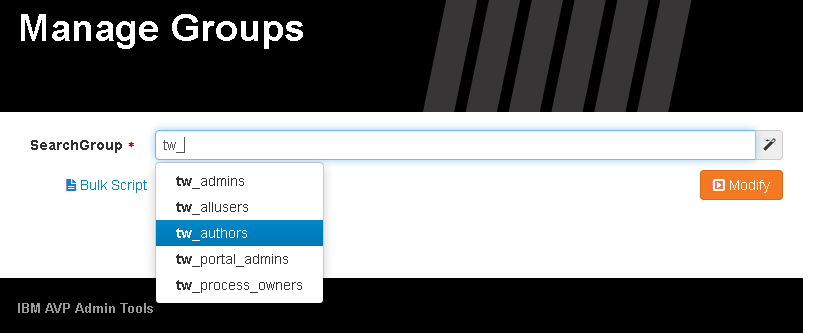 Manage Groups
SearchGroup *
tw_
Bulk Script
Modify
tw_admins
tw_allusers
tw_authors
tw_portal_admins
tw_process_owners
IBM AVP Admin Tools